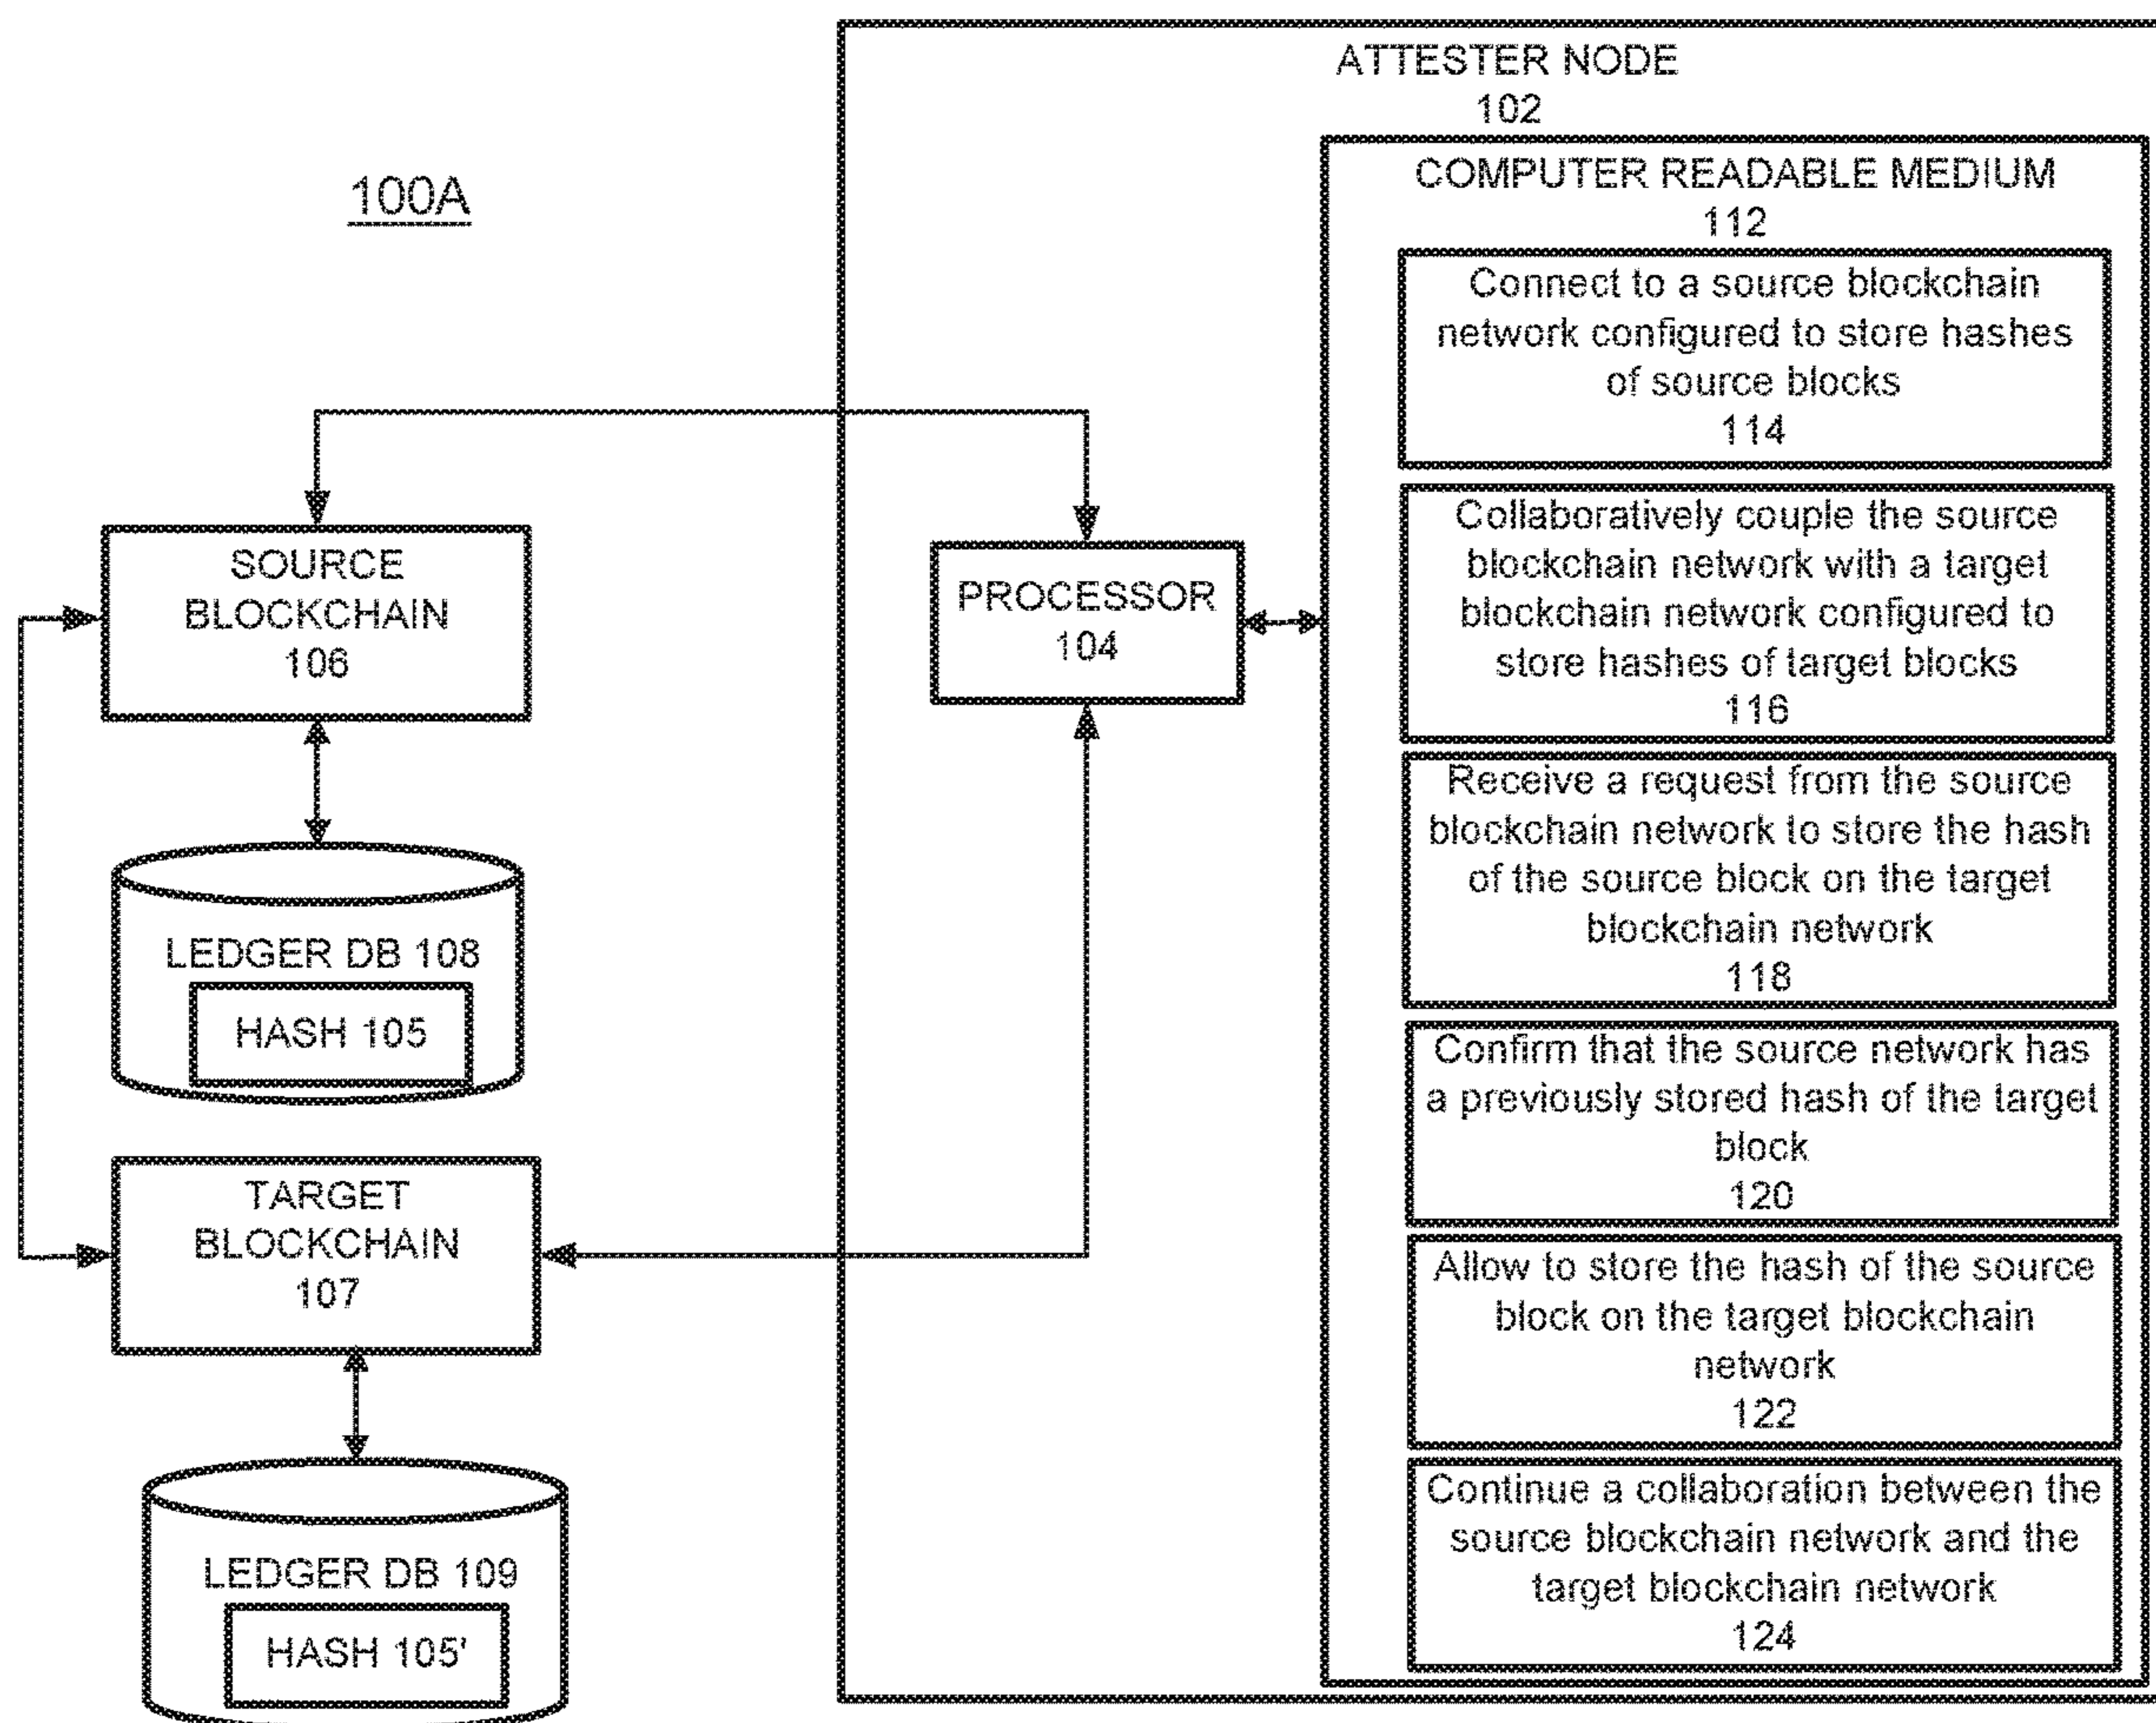 100A
SOURCE
BLOCKCHAIN
106
LEDGER DB 108
HASH 105
TARGET
BLOCKCHAIN
107
LEDGER DB 109
HASH 105'
ATTESTER NODE
102
PROCESSOR
104
COMPUTER READABLE MEDIUM
112
Connect to a source blockchain
network configured to store hashes
of source blocks
114
Collaboratively couple the source
blockchain network with a target
blockchain network configured to
store hashes of target blocks
116
Receive a request from the source
blockchain network to store the hash
of the source block on the target
blockchain network
118
Confirm that the source network has
a previously stored hash of the target
block
120
Allow to store the hash of the source
block on the target blockchain
network
122
Continue a collaboration between the
source blockchain network and the
target blockchain network
124